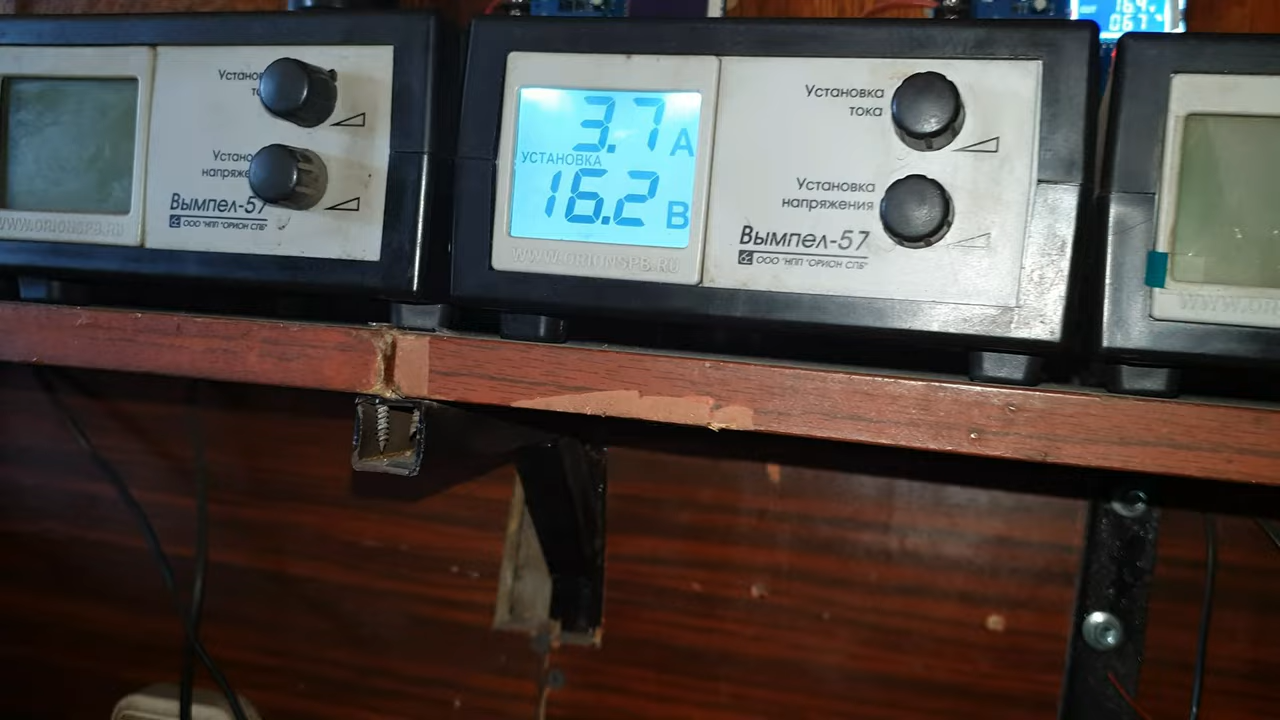 Установка
тока
Установка
напряжения
Вымпел-57
ООО "НПП "ОРИОН СПБ"
WWW.ORIONSPB.RU
3.7 А
УСТАНОВКА
16.2 В
WWW.ORIONSPB.RU
Установка
тока
Установка
напряжения
Вымпел-57
ООО "НПП "ОРИОН СПБ"